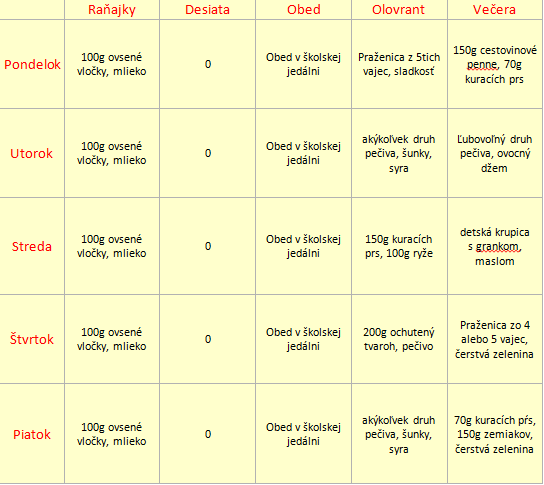 Raňajky Desiata Obed Olovrant Večera
Pondelok
100g ovsené
vločky, mlieko
0
Obed v školskej
jedálni
Praženica z 5tich
vajec, sladkosť
150g cestovinové
penne, 70g
kuracích prs
Utorok
100g ovsené
vločky, mlieko
0
Obed v školskej
jedálni
akýkoľvek druh
pečiva, šunky,
syra
Ľubovoľný druh
pečiva, ovocný
džem
Streda
100g ovsené
vločky, mlieko
0
Obed v školskej
jedálni
150g kuracích
prs, 100g ryže
detská krupica
s grankom,
maslom
Štvrtok
100g ovsené
vločky, mlieko
0
Obed v školskej
jedálni
200g ochutený
tvaroh, pečivo
Praženica zo 4
alebo 5 vajec,
čerstvá zelenina
Piatok
100g ovsené
vločky, mlieko
0
Obed v školskej
jedálni
akýkoľvek druh
pečiva, šunky,
syra
70g kuracích pŕs,
150g zemiakov,
čerstvá zelenina